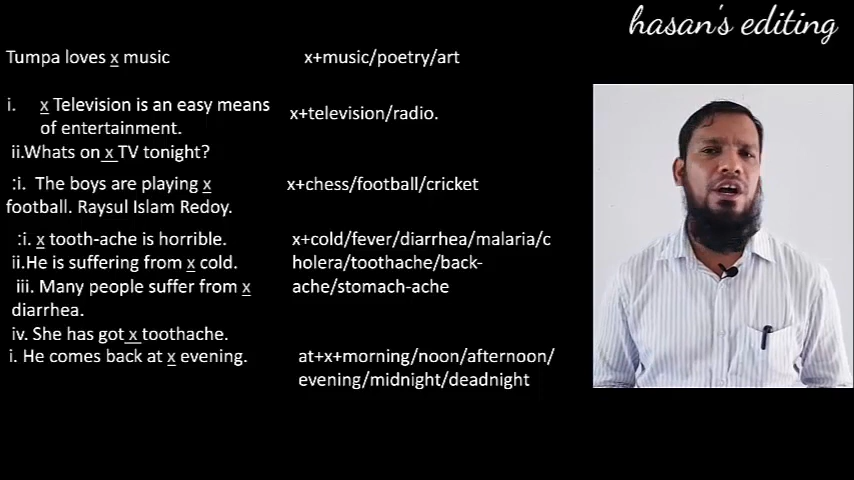 hasan's editing
Tumpa loves x music
x+music/poetry/art
i. x Television is an easy means
of entertainment.
x+television/radio.
ii.Whats on x TV tonight?
:i. The boys are playing x
football. Raysul Islam Redoy.
x+chess/football/cricket
:i. x tooth-ache is horrible.
ii.He is suffering from x cold.
iii. Many people suffer from x
diarrhea.
iv. She has got x toothache.
x+cold/fever/diarrhea/malaria/c
holera/toothache/back-
ache/stomach-ache
i. He comes back at x evening.
at+x+morning/noon/afternoon/
evening/midnight/deadnight